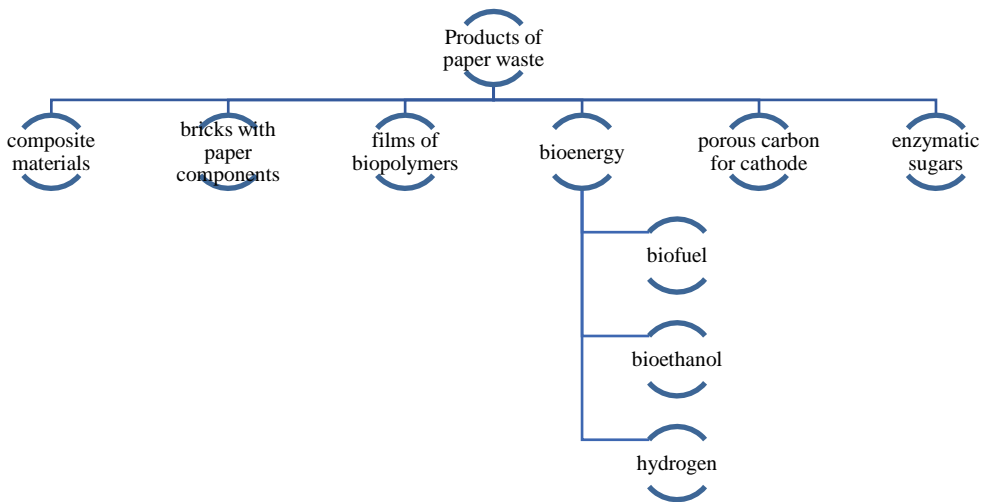 Products of
paper waste
composite
materials
bricks with
paper
components
films of
biopolymers
bioenergy
porous carbon
for cathode
enzymatic
sugars
biofuel
bioethanol
hydrogen